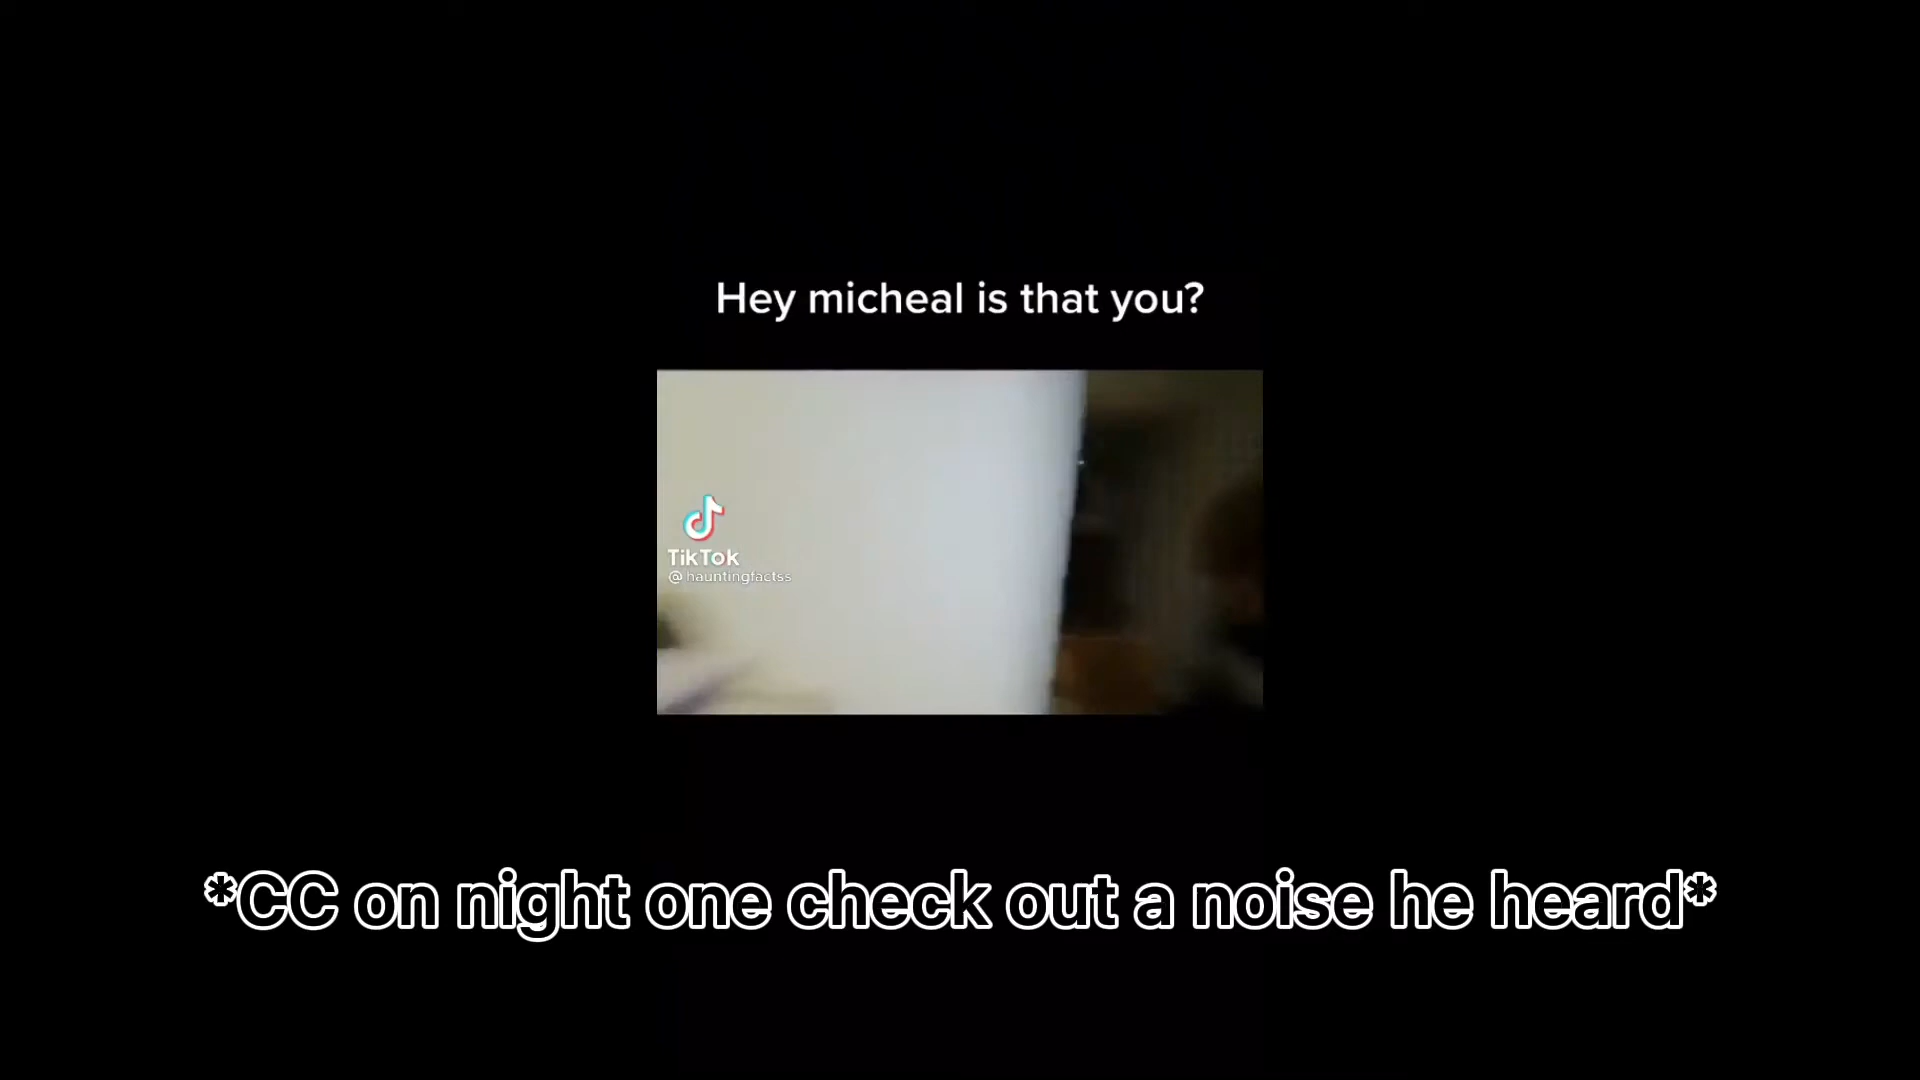 Hey micheal is that you?
TikTok
@hauntingfactss
*CC on night one check out a noise he heard*